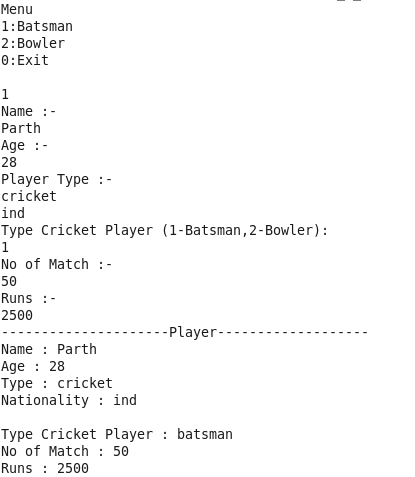 Menu
1:Batsman
2:Bowler
0:Exit
1
Name :-
Parth
Age :-
28
Player Type :-
cricket
ind
Type Cricket Player (1-Batsman,2-Bowler):
1
No of Match :-
50
Runs :-
2500
---------------------Player-------------------
Name : Parth
Age : 28
Type : cricket
Nationality : ind
Type Cricket Player : batsman
No of Match : 50
Runs : 2500